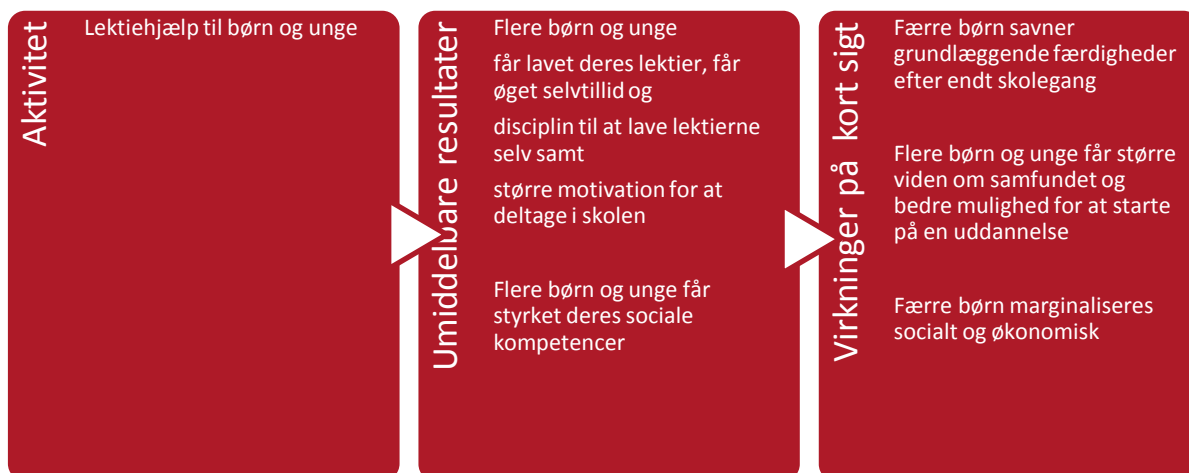 Aktivitet
Lektiehjælp til børn og unge
Umiddelbare resultater
Flere børn og unge
får lavet deres lektier, får
øget selvtillid og
disciplin til at lave lektierne
selv samt
større motivation for at
deltage i skolen
Flere børn og unge får
styrket deres sociale
kompetencer
Virkninger på kort sigt
Færre børn savner
grundlæggende færdigheder
efter endt skolegang
Flere børn og unge får større
viden om samfundet og
bedre mulighed for at starte
på en uddannelse
Færre børn marginaliseres
socialt og økonomisk